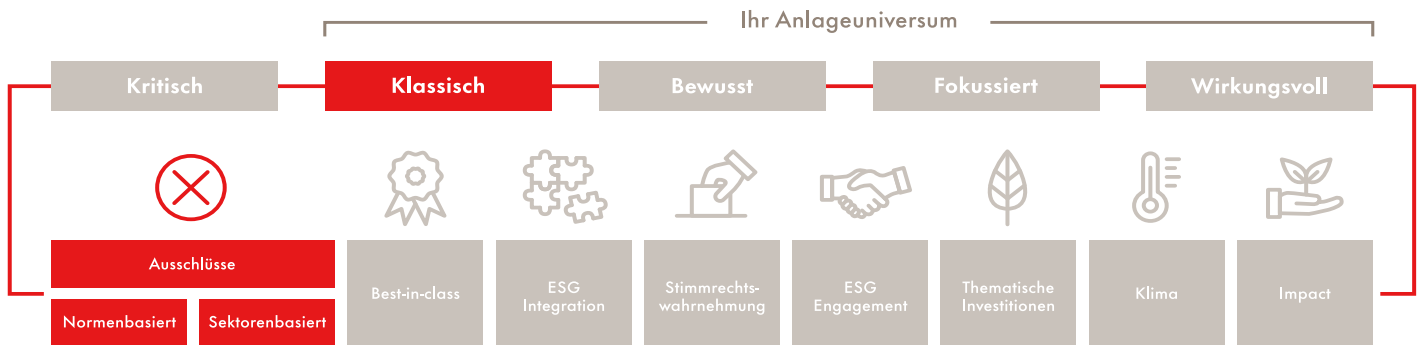 Ihr Anlageuniversum
Kritisch
Klassisch
Bewusst
Fokussiert
Wirkungsvoll
Ausschlüsse
Normenbasiert
Sektorenbasiert
Best-in-class
ESG
Integration
Stimmrechts-
wahrnehmung
ESG
Engagement
Thematische
Investitionen
Klima
Impact